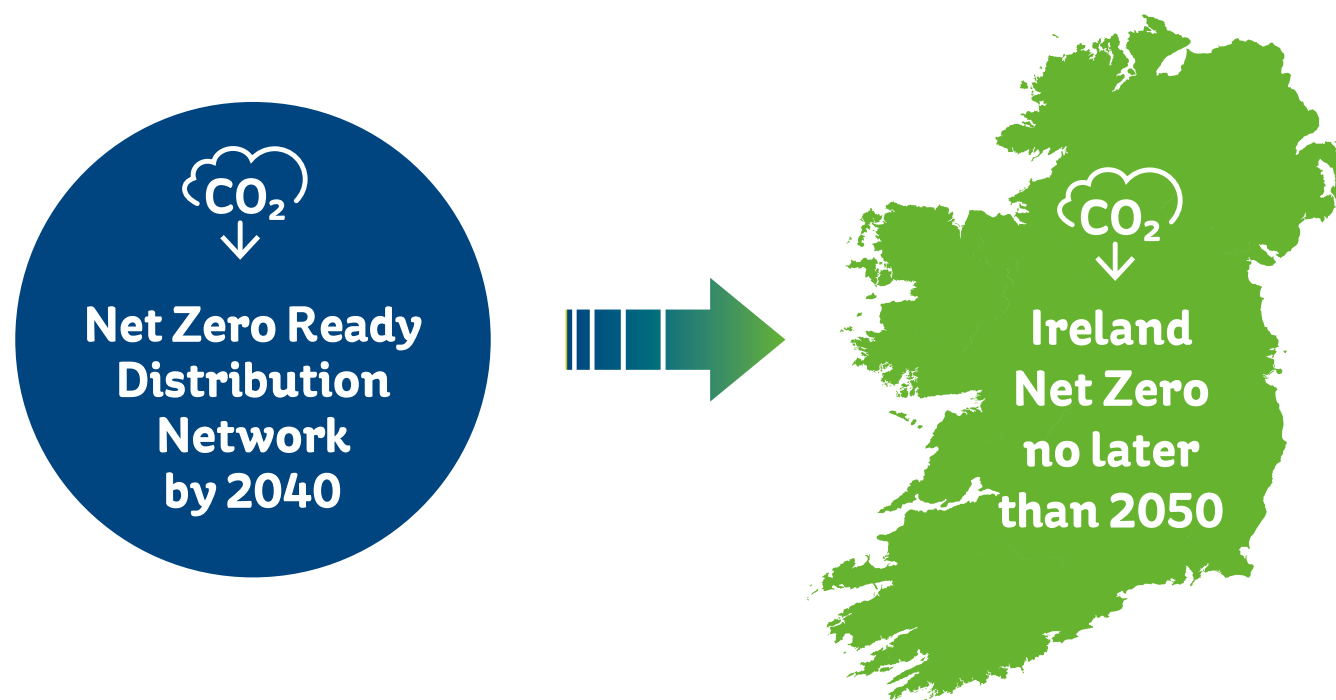 CO₂
Net Zero Ready
Distribution
Network
by 2040
CO₂
Ireland
Net Zero
no later
than 2050